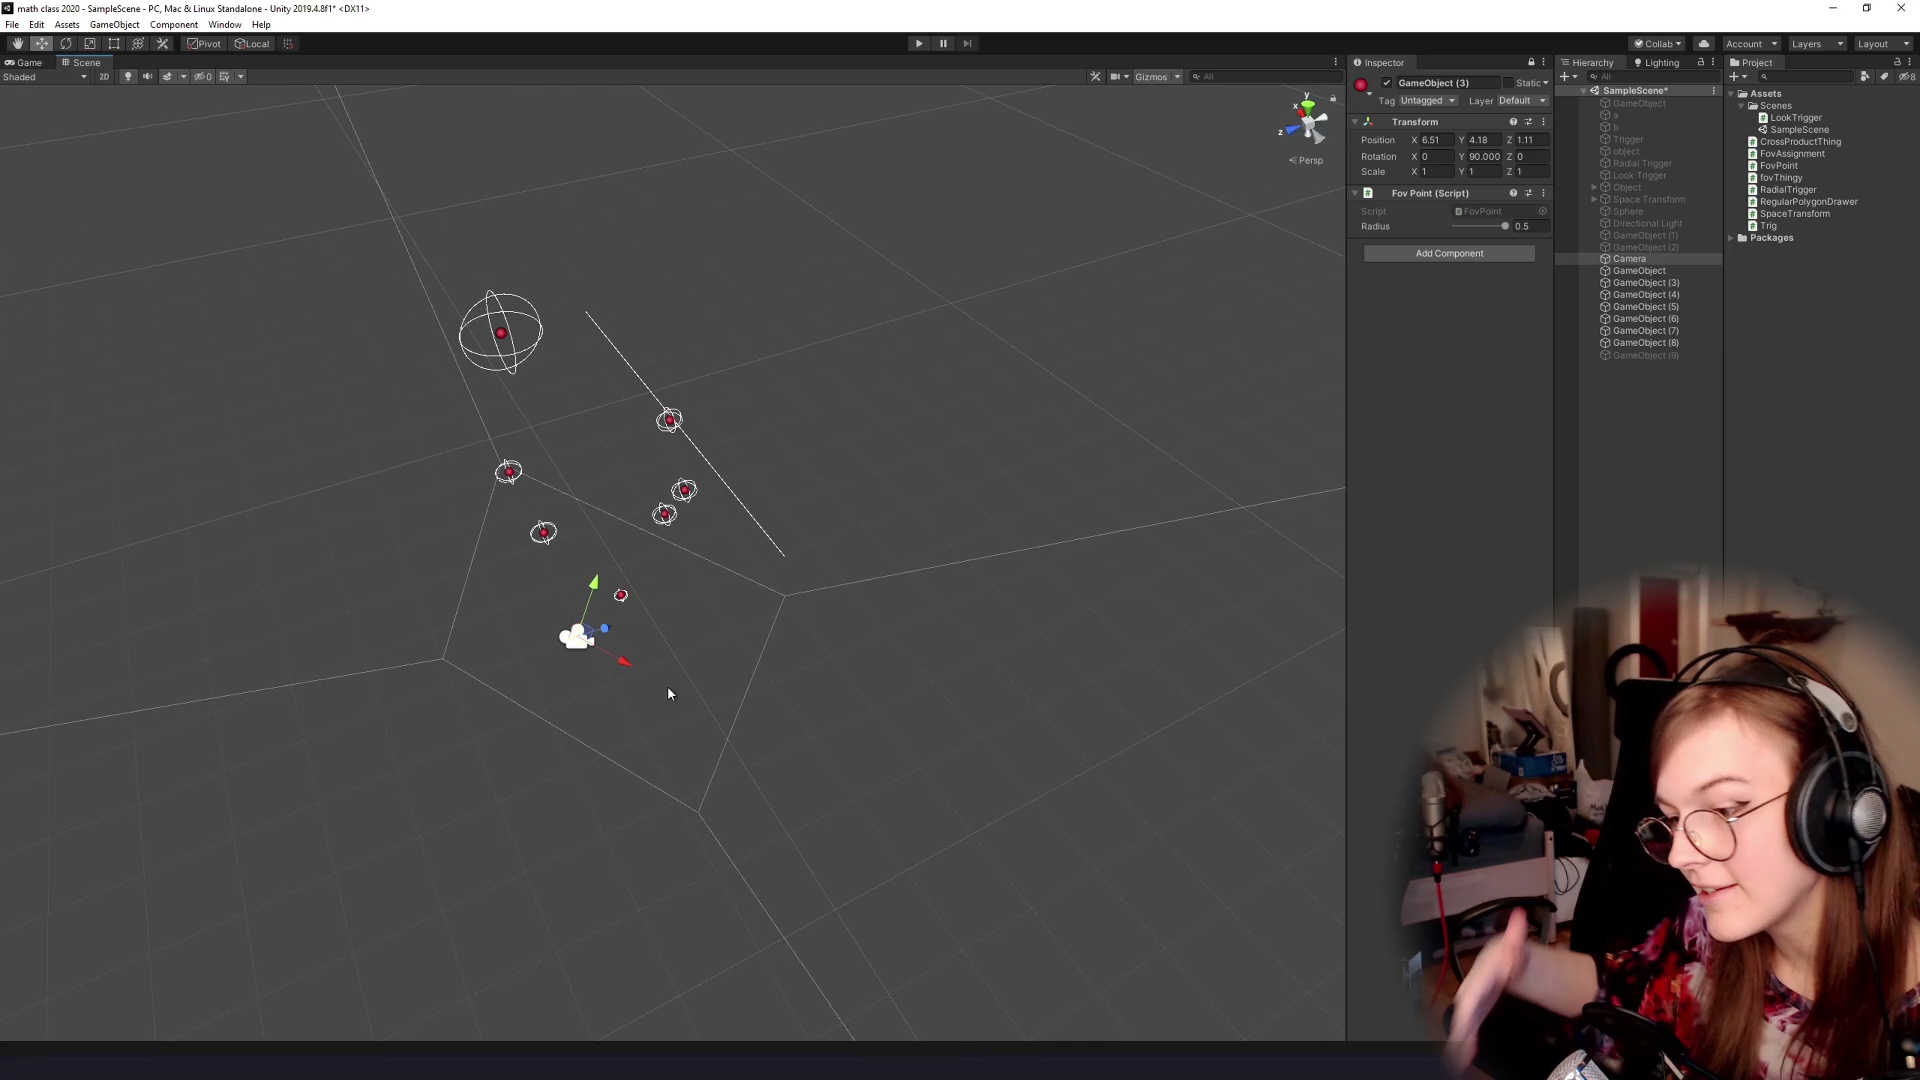 math class 2020 - SampleScene - PC, Mac & Linux Standalone - Unity 2019.4.8f1* <DX11>
File Edit Assets GameObject Component Window Help
Pivot Local Collab Account Layers Layout
Game Scene
Shaded 2D 0 Gizmos All
y
x
z
Persp
Inspector
GameObject (3) Static
Tag Untagged Layer Default
Transform
Position X 6.51 Y 4.18 Z 1.11
Rotation X 0 Y 90.000 Z 0
Scale X 1 Y 1 Z 1
Fov Point (Script)
Script FovPoint
Radius 0.5
Add Component
Hierarchy Lighting
All
SampleScene*
GameObject
a
b
Trigger
object
Radial Trigger
Look Trigger
Object
Space Transform
Sphere
Directional Light
GameObject (1)
GameObject (2)
Camera
GameObject
GameObject (3)
GameObject (4)
GameObject (5)
GameObject (6)
GameObject (7)
GameObject (8)
GameObject (9)
Project
8
Assets
Scenes
LookTrigger
SampleScene
CrossProductThing
FovAssignment
FovPoint
fovThingy
RadialTrigger
RegularPolygonDrawer
SpaceTransform
Trig
Packages